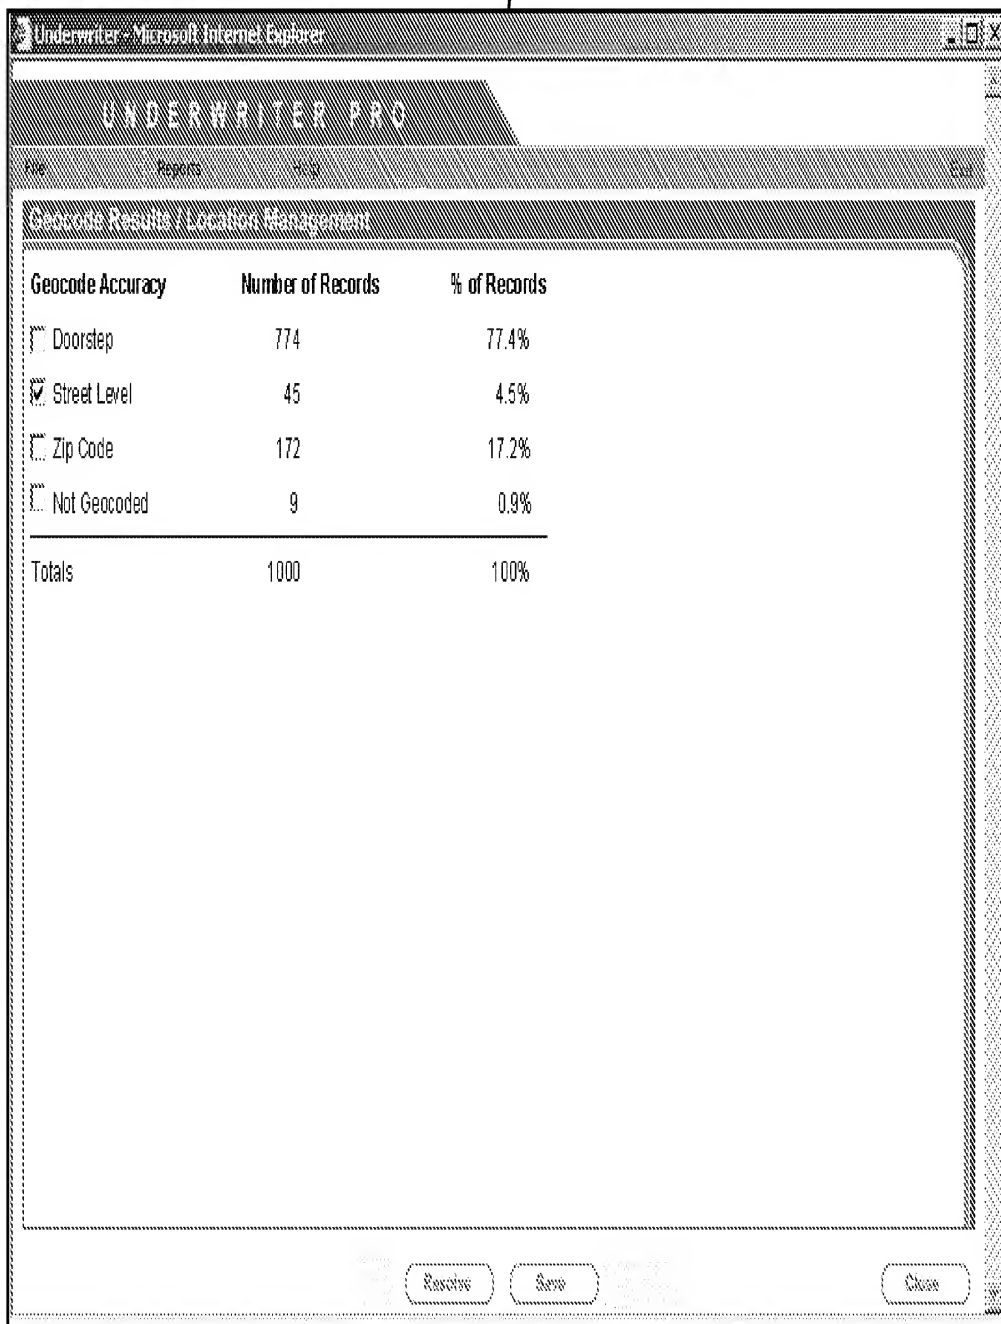 Underwriter - Microsoft Internet Explorer
UNDERWRITER PRO
File Reports Help Exit
Geocode Results / Location Management
Geocode Accuracy Number of Records % of Records
Doorstep 774 77.4%
Street Level 45 4.5%
Zip Code 172 17.2%
Not Geocoded 9 0.9%
Totals 1000 100%
Resolve Save Close